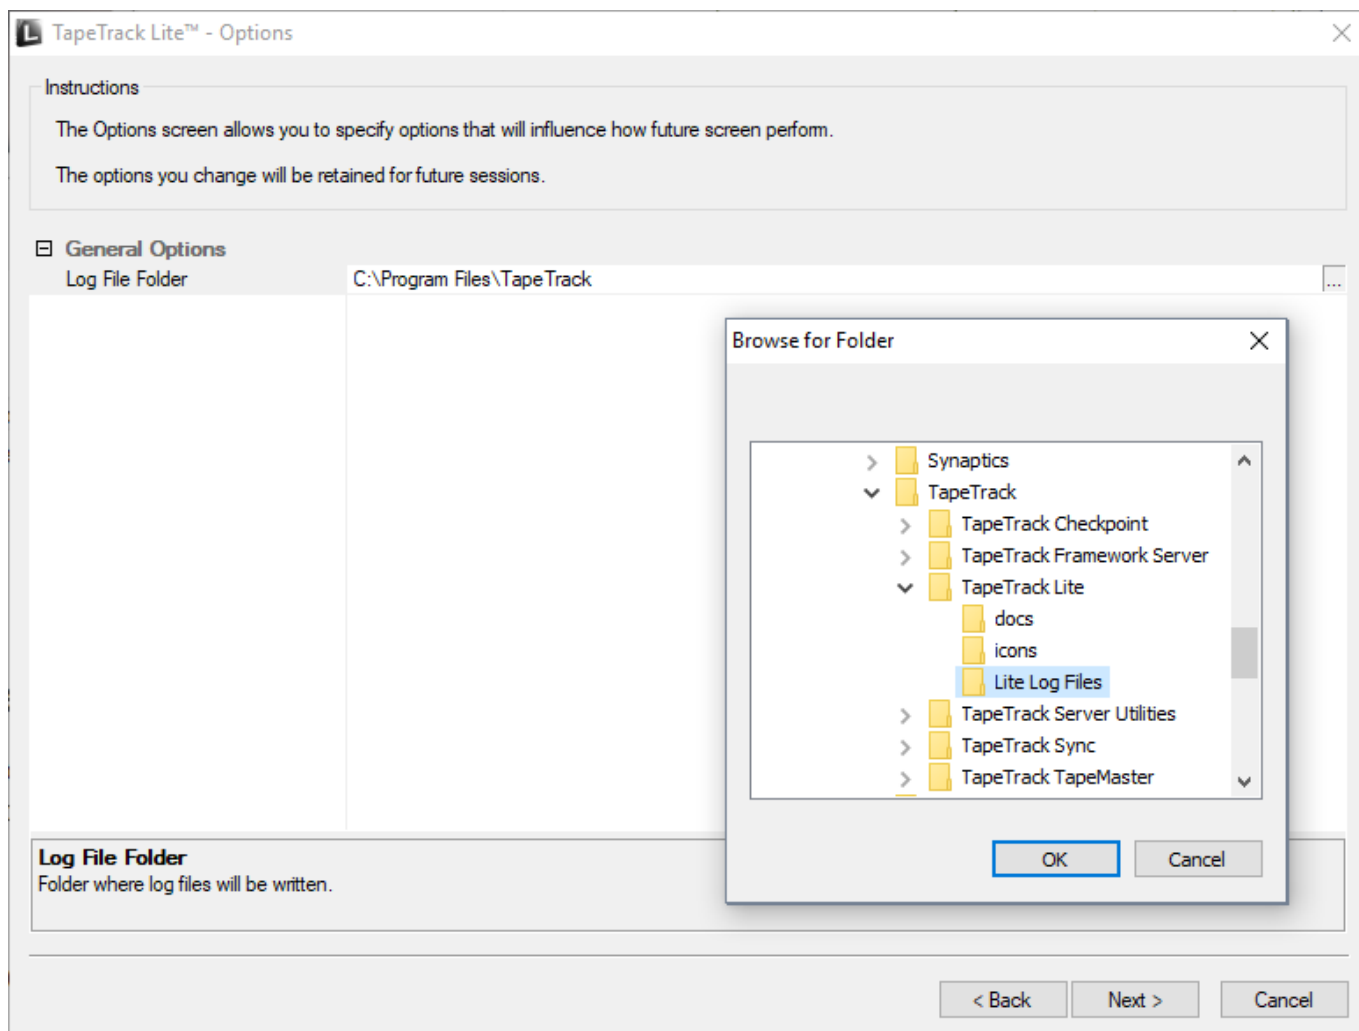 TapeTrack Lite™ - Options
Instructions
The Options screen allows you to specify options that will influence how future screen perform.
The options you change will be retained for future sessions.
General Options
Log File Folder C:\Program Files\TapeTrack ...
Browse for Folder
Synaptics
TapeTrack
TapeTrack Checkpoint
TapeTrack Framework Server
TapeTrack Lite
docs
icons
Lite Log Files
TapeTrack Server Utilities
TapeTrack Sync
TapeTrack TapeMaster
OK Cancel
Log File Folder
Folder where log files will be written.
< Back Next > Cancel